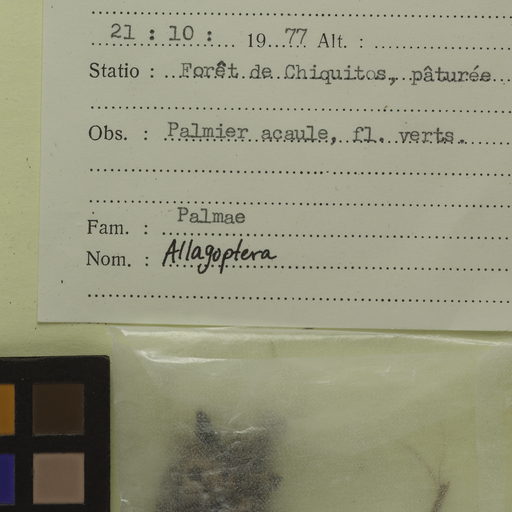 21 : 10 : 19 77 Alt. :
Statio : Forêt de Chiquitos, pâturée
Obs. : Palmier acaule, fl. verts.
Fam. : Palmae
Nom. : Allagoptera